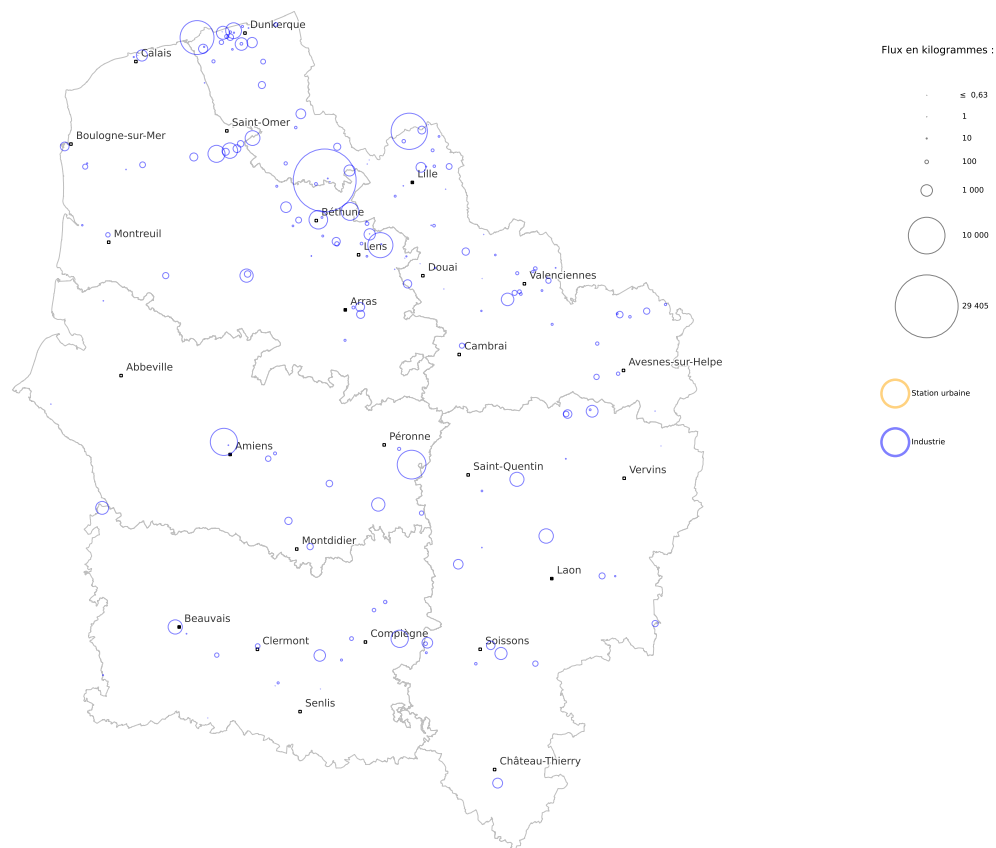 Dunkerque
Calais
Saint-Omer
Boulogne-sur-Mer
Lille
Béthune
Montreuil
Lens
Douai
Valenciennes
Arras
Cambrai
Avesnes-sur-Helpe
Abbeville
Amiens
Péronne
Saint-Quentin
Vervins
Montdidier
Laon
Beauvais
Clermont
Compiègne
Soissons
Senlis
Château-Thierry
Flux en kilogrammes :
≤ 0,63
1
10
100
1 000
10 000
29 405
Station urbaine
Industrie